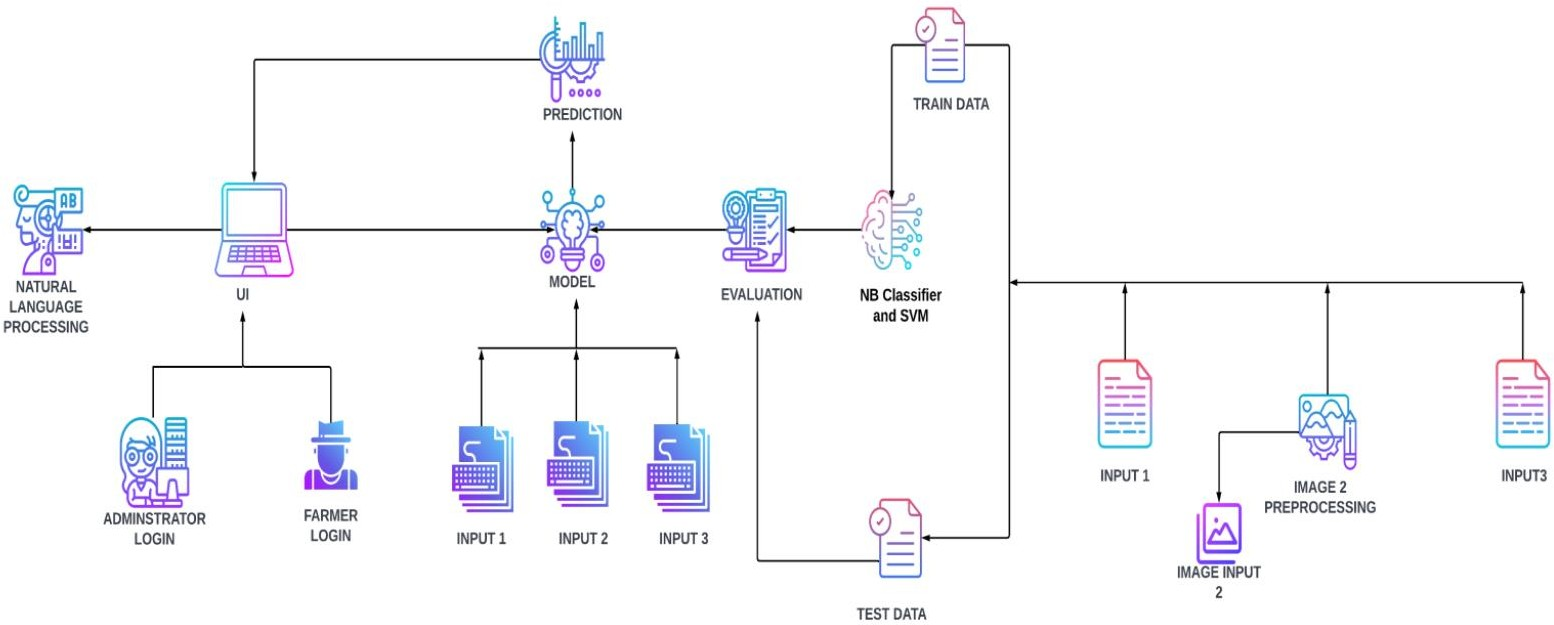 PREDICTION
TRAIN DATA
NATURAL
LANGUAGE
PROCESSING
AB
UI
MODEL
EVALUATION
NB Classifier
and SVM
ADMINSTRATOR
LOGIN
FARMER
LOGIN
INPUT 1
INPUT 2
INPUT 3
TEST DATA
INPUT 1
IMAGE 2
PREPROCESSING
INPUT3
IMAGE INPUT
2